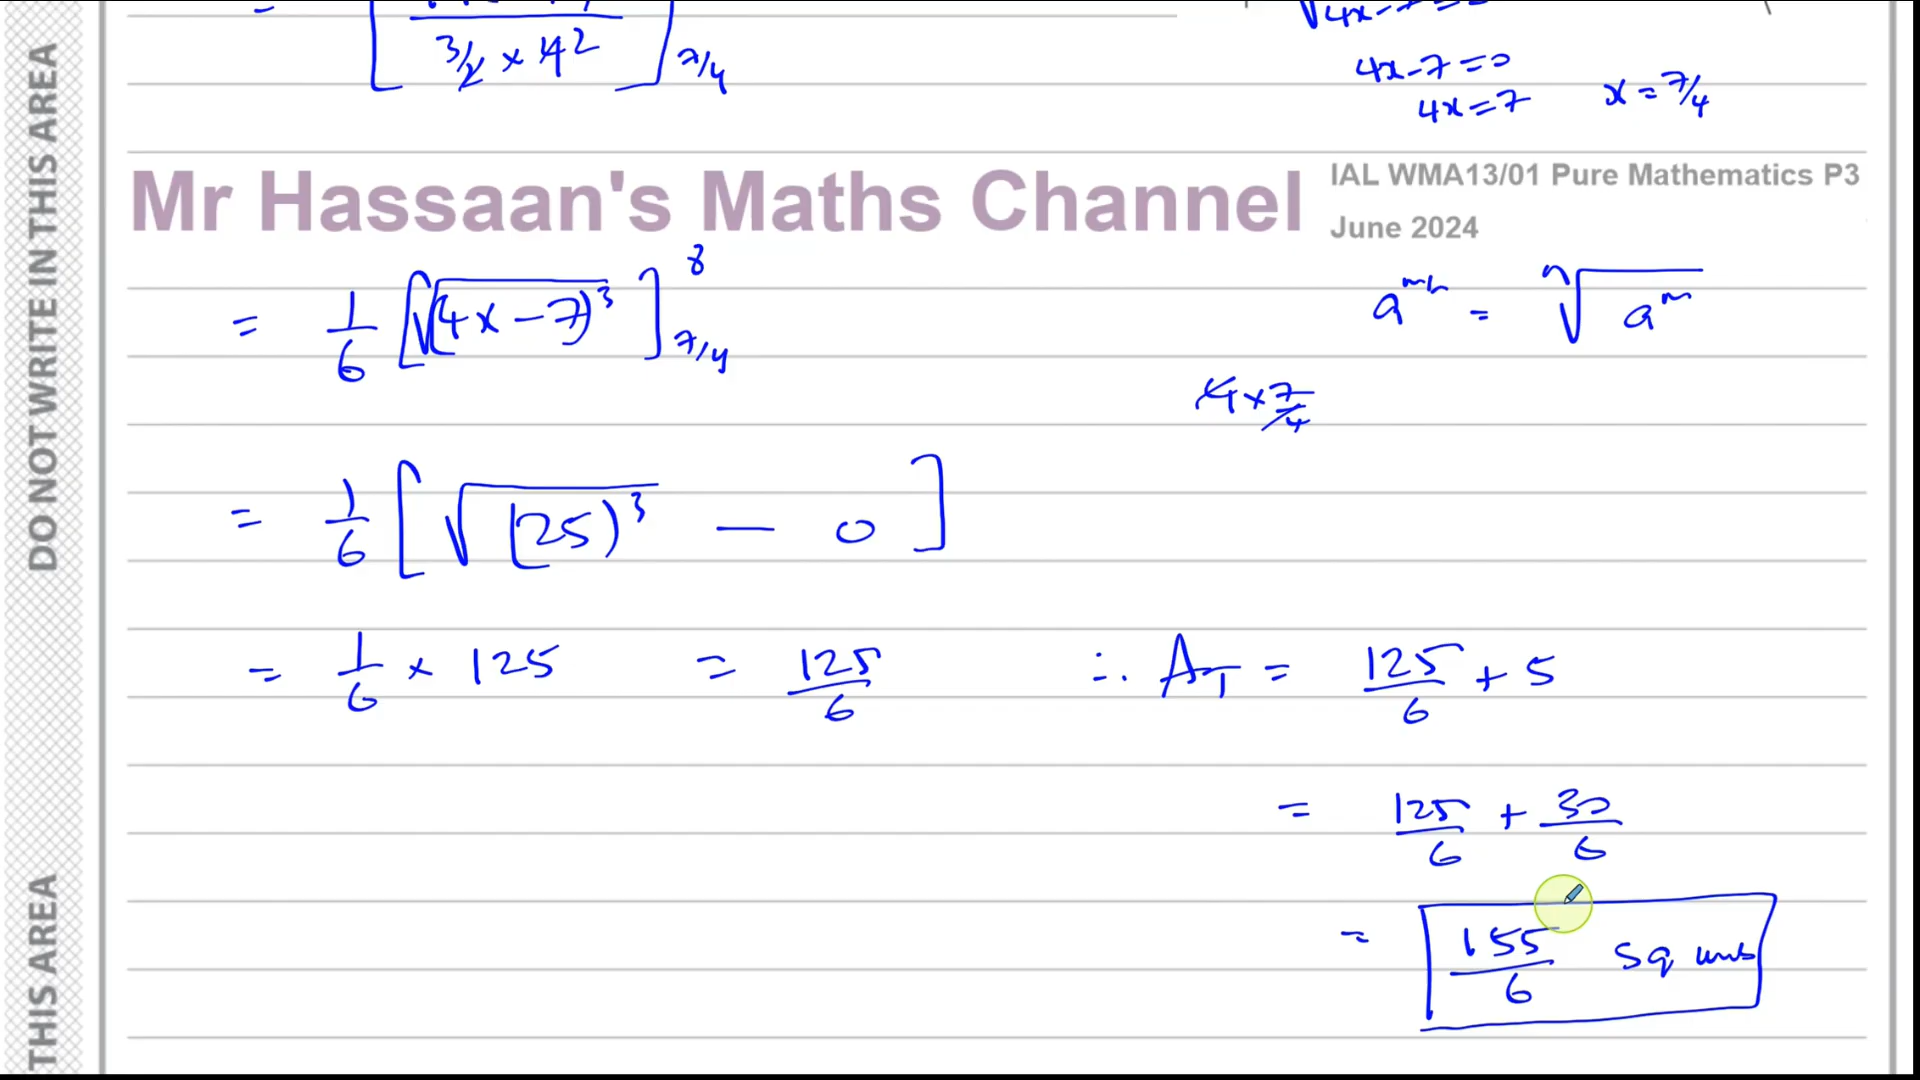 =
3/2 × 4² 7/4
√4x-7
4x-7=0
4x=7 x=7/4
Mr Hassaan's Maths Channel
IAL WMA13/01 Pure Mathematics P3
June 2024
= 1/6 [√(4x-7)³] 8 7/4
a^m/n = ⁿ√a^m
4×7/4
= 1/6 [√(25)³ - 0]
= 1/6 × 125 = 125/6 ∴ A_T = 125/6 + 5
= 125/6 + 30/6
= 155/6 sq units
DO NOT WRITE IN THIS AREA
THIS AREA